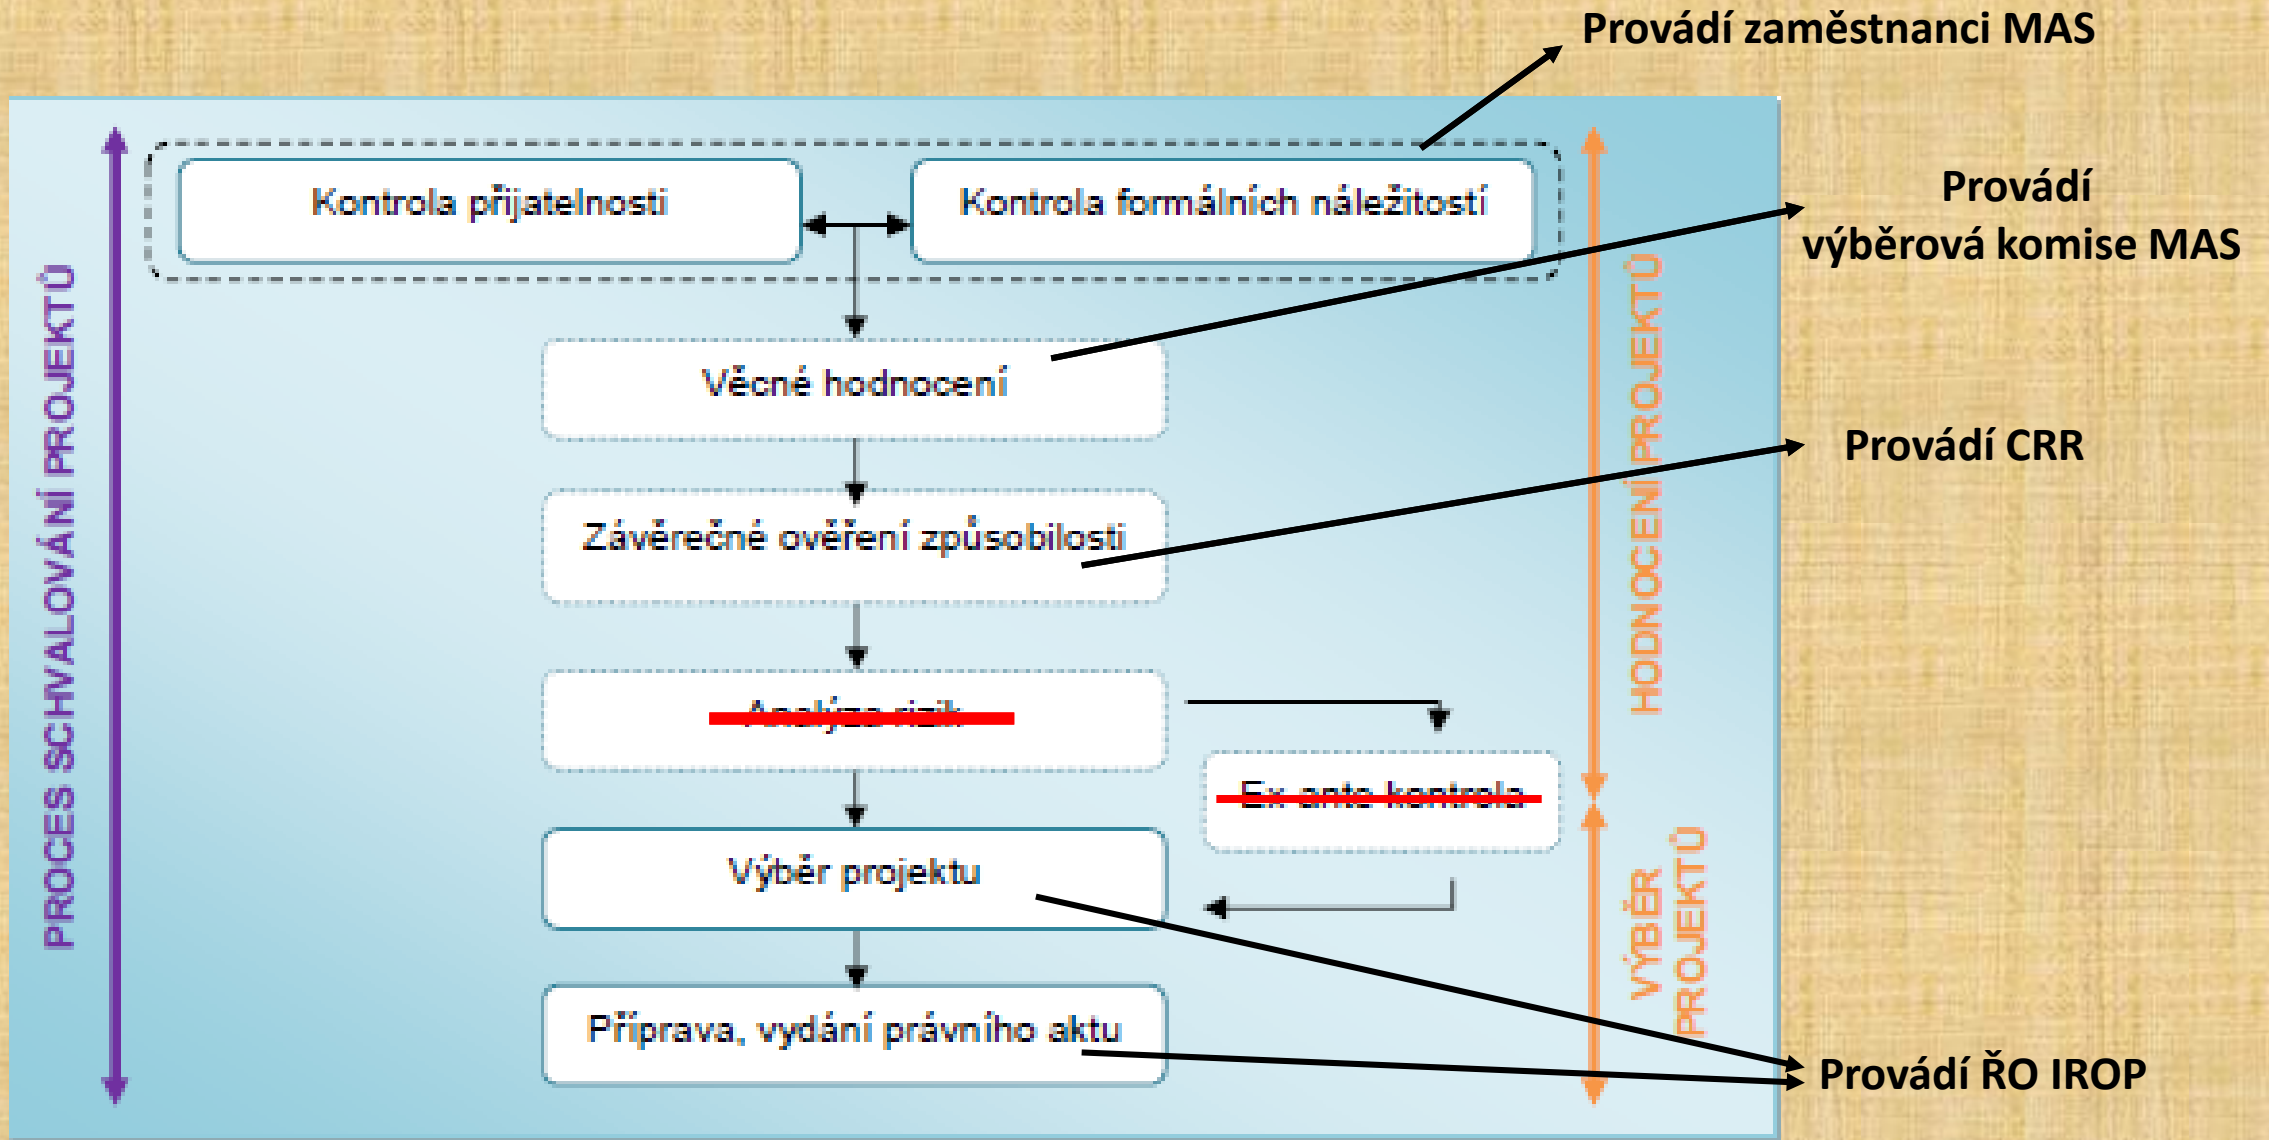 Provádí zaměstnanci MAS
Kontrola přijatelnosti
Kontrola formálních náležitostí
Provádí
výběrová komise MAS
Věcné hodnocení
Závěrečné ověření způsobilosti
Provádí CRR
Analýza rizik
Ex-ante kontrola
Výběr projektu
Příprava, vydání právního aktu
Provádí ŘO IROP
PROCES SCHVALOVÁNÍ PROJEKTŮ
HODNOCENÍ PROJEKTŮ
VÝBĚR
PROJEKTŮ